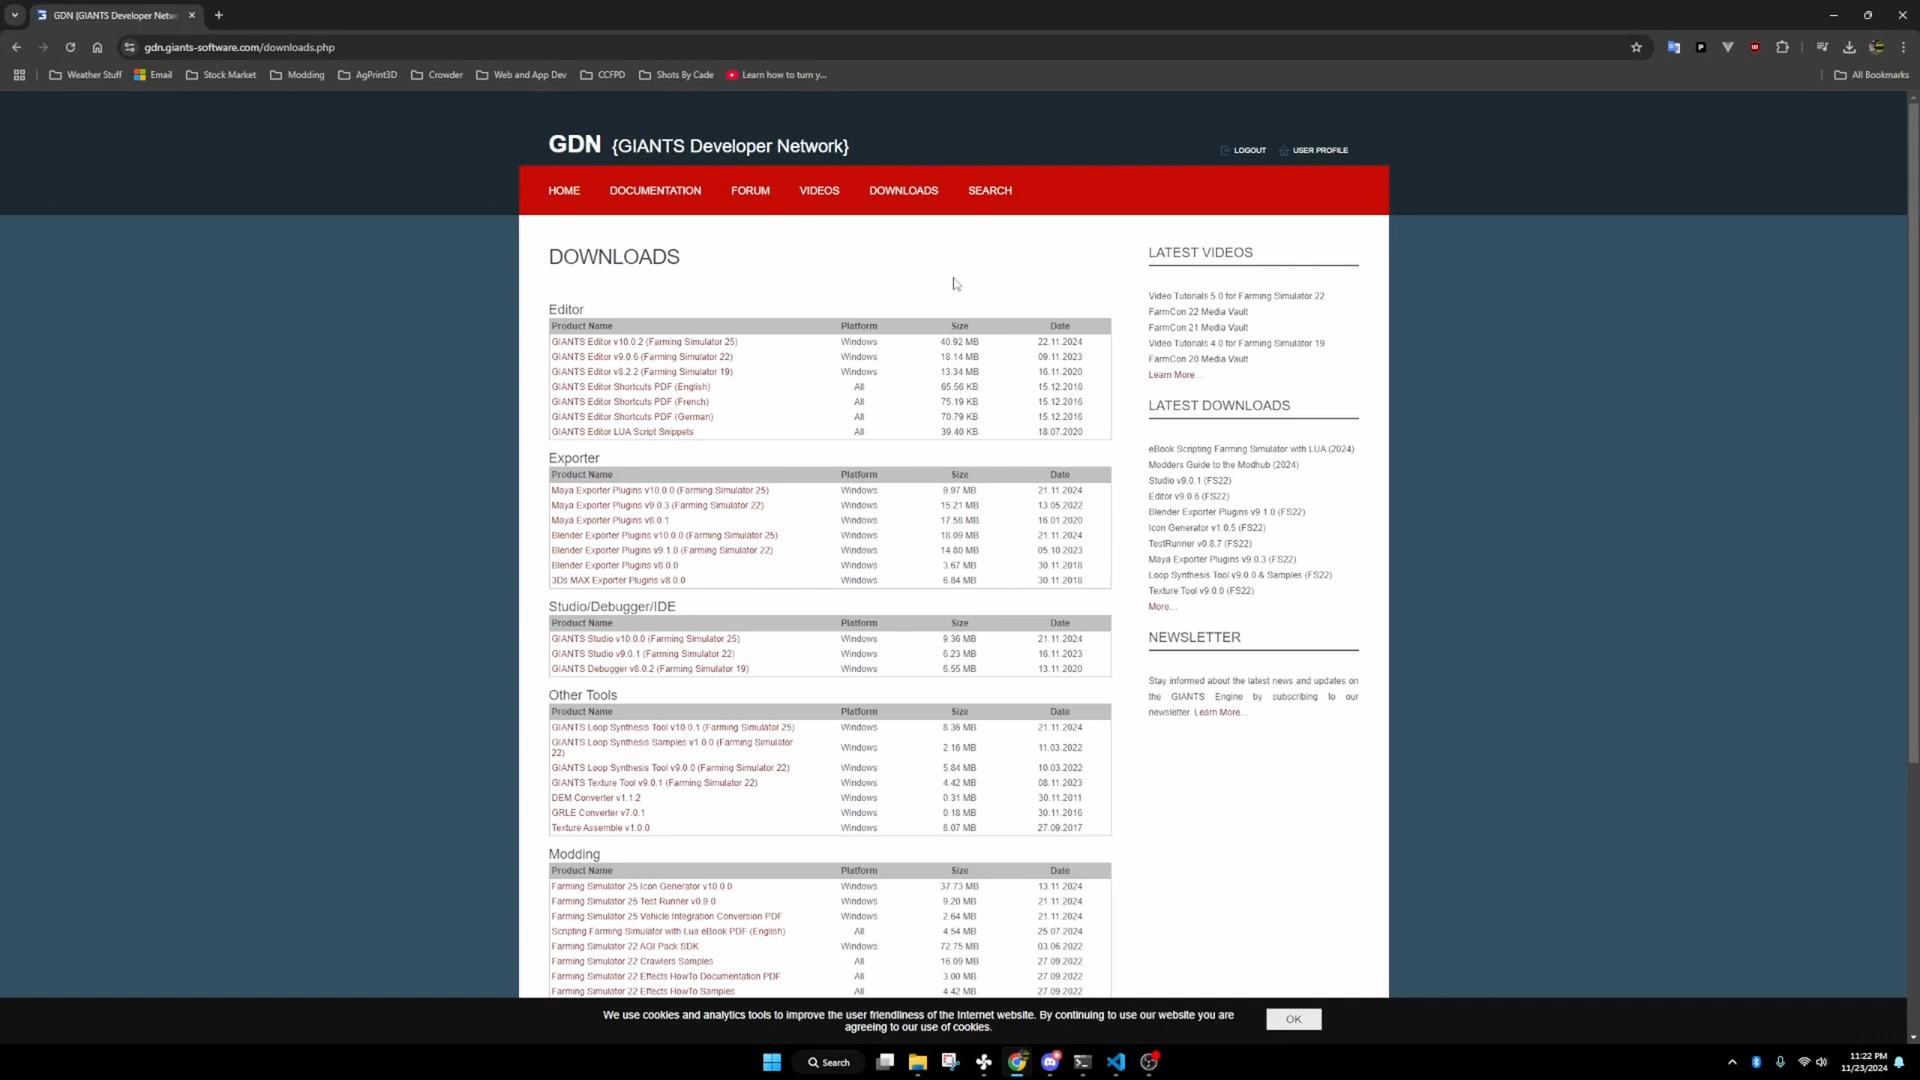 GDN {GIANTS Developer Netwo
gdn.giants-software.com/downloads.php
Weather Stuff Email Stock Market Modding AgPrint3D Crowder Web and App Dev CCFPD Shots By Cade Learn how to turn y... All Bookmarks
GDN {GIANTS Developer Network}
LOGOUT USER PROFILE
HOME DOCUMENTATION FORUM VIDEOS DOWNLOADS SEARCH
DOWNLOADS
Editor
Product Name Platform Size Date
GIANTS Editor v10.0.2 (Farming Simulator 25) Windows 40.92 MB 22.11.2024
GIANTS Editor v9.0.6 (Farming Simulator 22) Windows 18.14 MB 09.11.2023
GIANTS Editor v8.2.2 (Farming Simulator 19) Windows 13.34 MB 16.11.2020
GIANTS Editor Shortcuts PDF (English) All 65.56 KB 15.12.2016
GIANTS Editor Shortcuts PDF (French) All 75.19 KB 15.12.2016
GIANTS Editor Shortcuts PDF (German) All 70.79 KB 15.12.2016
GIANTS Editor LUA Script Snippets All 39.40 KB 18.07.2020
Exporter
Product Name Platform Size Date
Maya Exporter Plugins v10.0.0 (Farming Simulator 25) Windows 9.97 MB 21.11.2024
Maya Exporter Plugins v9.0.3 (Farming Simulator 22) Windows 15.21 MB 13.05.2022
Maya Exporter Plugins v8.0.1 Windows 17.58 MB 16.01.2020
Blender Exporter Plugins v10.0.0 (Farming Simulator 25) Windows 18.09 MB 21.11.2024
Blender Exporter Plugins v9.1.0 (Farming Simulator 22) Windows 14.80 MB 05.10.2023
Blender Exporter Plugins v8.0.0 Windows 3.67 MB 30.11.2018
3Ds MAX Exporter Plugins v8.0.0 Windows 6.84 MB 30.11.2018
Studio/Debugger/IDE
Product Name Platform Size Date
GIANTS Studio v10.0.0 (Farming Simulator 25) Windows 9.36 MB 21.11.2024
GIANTS Studio v9.0.1 (Farming Simulator 22) Windows 6.23 MB 16.11.2023
GIANTS Debugger v8.0.2 (Farming Simulator 19) Windows 6.55 MB 13.11.2020
Other Tools
Product Name Platform Size Date
GIANTS Loop Synthesis Tool v10.0.1 (Farming Simulator 25) Windows 8.36 MB 21.11.2024
GIANTS Loop Synthesis Samples v1.0.0 (Farming Simulator
22) Windows 2.16 MB 11.03.2022
GIANTS Loop Synthesis Tool v9.0.0 (Farming Simulator 22) Windows 5.84 MB 10.03.2022
GIANTS Texture Tool v9.0.1 (Farming Simulator 22) Windows 4.42 MB 08.11.2023
DEM Converter v1.1.2 Windows 0.31 MB 30.11.2011
GRLE Converter v7.0.1 Windows 0.18 MB 30.11.2016
Texture Assemble v1.0.0 Windows 8.07 MB 27.09.2017
Modding
Product Name Platform Size Date
Farming Simulator 25 Icon Generator v10.0.0 Windows 37.73 MB 13.11.2024
Farming Simulator 25 Test Runner v0.9.0 Windows 9.20 MB 21.11.2024
Farming Simulator 25 Vehicle Integration Conversion PDF Windows 2.64 MB 21.11.2024
Scripting Farming Simulator with Lua eBook PDF (English) All 4.54 MB 25.07.2024
Farming Simulator 22 AGI Pack SDK Windows 72.75 MB 03.06.2022
Farming Simulator 22 Crawlers Samples All 16.09 MB 27.09.2022
Farming Simulator 22 Effects HowTo Documentation PDF All 3.00 MB 27.09.2022
Farming Simulator 22 Effects HowTo Samples All 4.42 MB 27.09.2022
LATEST VIDEOS
Video Tutorials 5.0 for Farming Simulator 22
FarmCon 22 Media Vault
FarmCon 21 Media Vault
Video Tutorials 4.0 for Farming Simulator 19
FarmCon 20 Media Vault
Learn More...
LATEST DOWNLOADS
eBook Scripting Farming Simulator with LUA (2024)
Modders Guide to the Modhub (2024)
Studio v9.0.1 (FS22)
Editor v9.0.6 (FS22)
Blender Exporter Plugins v9.1.0 (FS22)
Icon Generator v1.0.5 (FS22)
TestRunner v0.8.7 (FS22)
Maya Exporter Plugins v9.0.3 (FS22)
Loop Synthesis Tool v9.0.0 & Samples (FS22)
Texture Tool v9.0.0 (FS22)
More...
NEWSLETTER
Stay informed about the latest news and updates on
the GIANTS Engine by subscribing to our
newsletter. Learn More...
We use cookies and analytics tools to improve the user friendliness of the Internet website. By continuing to use our website you are
agreeing to our use of cookies.
OK
Search
11:22 PM
11/23/2024